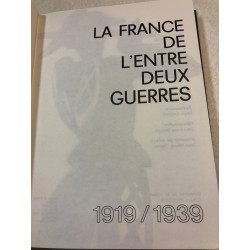 LA FRANCE
DE
L'ENTRE
DEUX
GUERRES
1919/1939